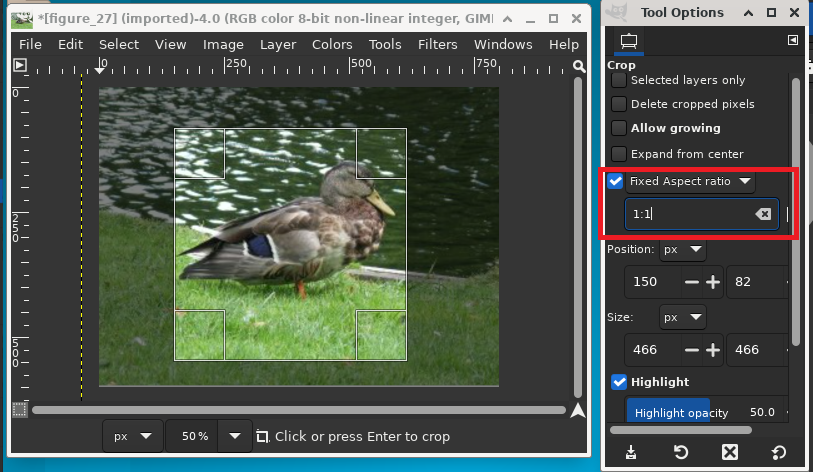 *[figure_27] (imported)-4.0 (RGB color 8-bit non-linear integer, GIM
File Edit Select View Image Layer Colors Tools Filters Windows Help
0 250 500 750
0
250
500
px 50 % Click or press Enter to crop
Tool Options
Crop
Selected layers only
Delete cropped pixels
Allow growing
Expand from center
Fixed Aspect ratio
1:1
Position: px
150 82
Size: px
466 466
Highlight
Highlight opacity 50.0